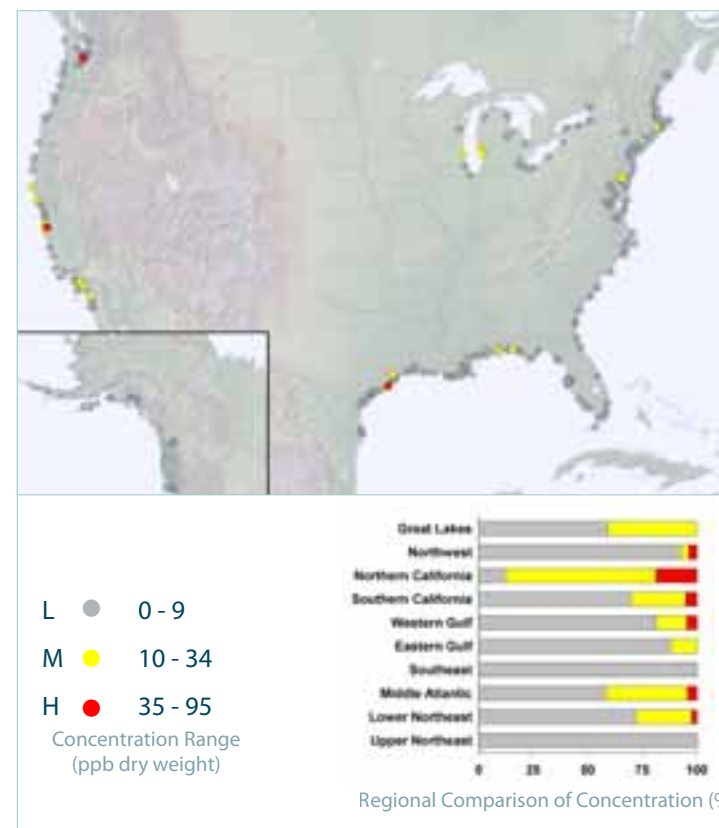 Great Lakes
Northwest
Northern California
Southern California
Western Gulf
Eastern Gulf
Southeast
Middle Atlantic
Lower Northeast
Upper Northeast
0 25 50 75 100
Regional Comparison of Concentration (%
L 0 - 9
M 10 - 34
H 35 - 95
Concentration Range
(ppb dry weight)